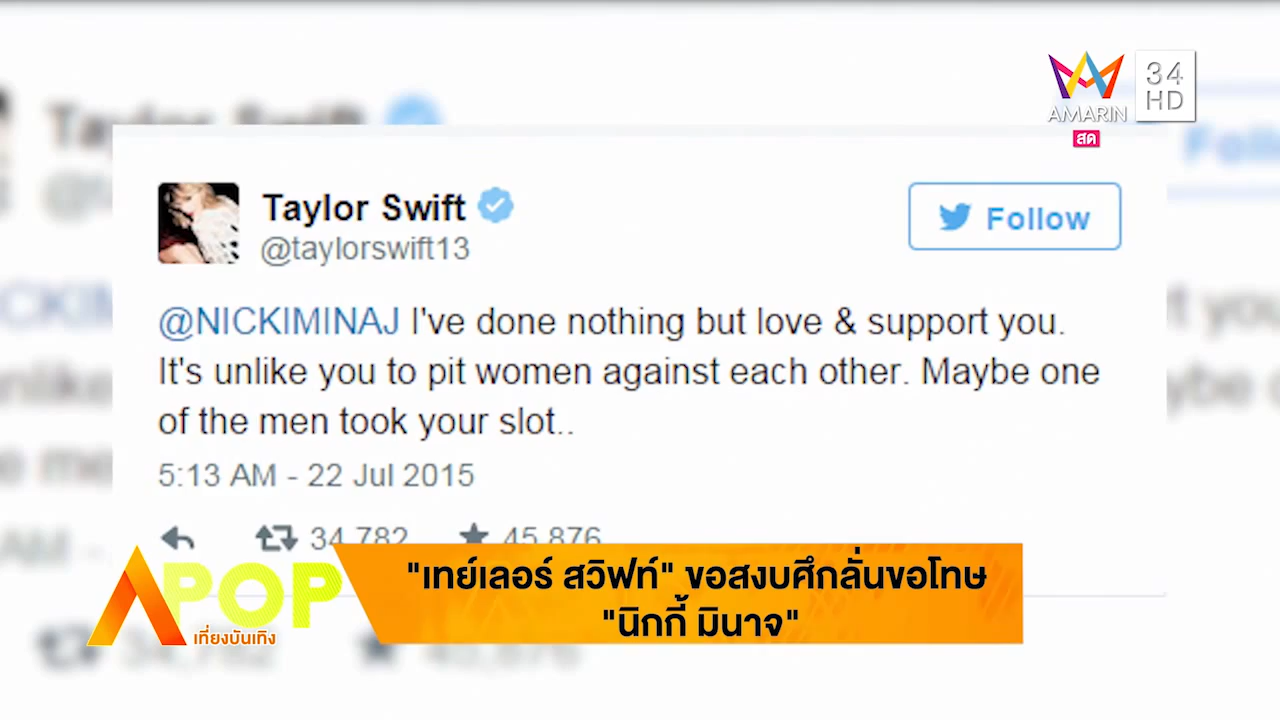 AMARIN
34
HD
สด
Taylor Swift
@taylorswift13
Follow
@NICKIMINAJ I've done nothing but love & support you.
It's unlike you to pit women against each other. Maybe one
of the men took your slot..
5:13 AM - 22 Jul 2015
34,782 45,876
APOP
เที่ยงบันเทิง
"เทย์เลอร์ สวิฟท์" ขอสงบศึกลั่นขอโทษ
"นิกกี้ มินาจ"